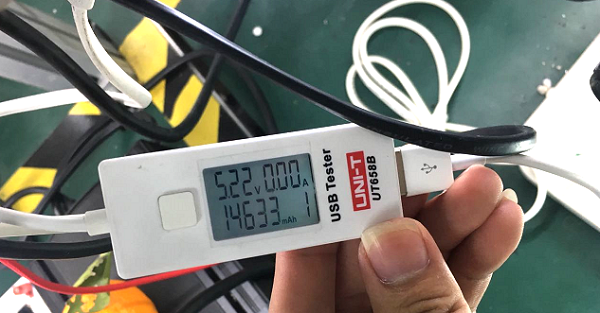 5.22 V 0.00 A
14633 mAh 1
USB Tester
UNI-T
UT658B